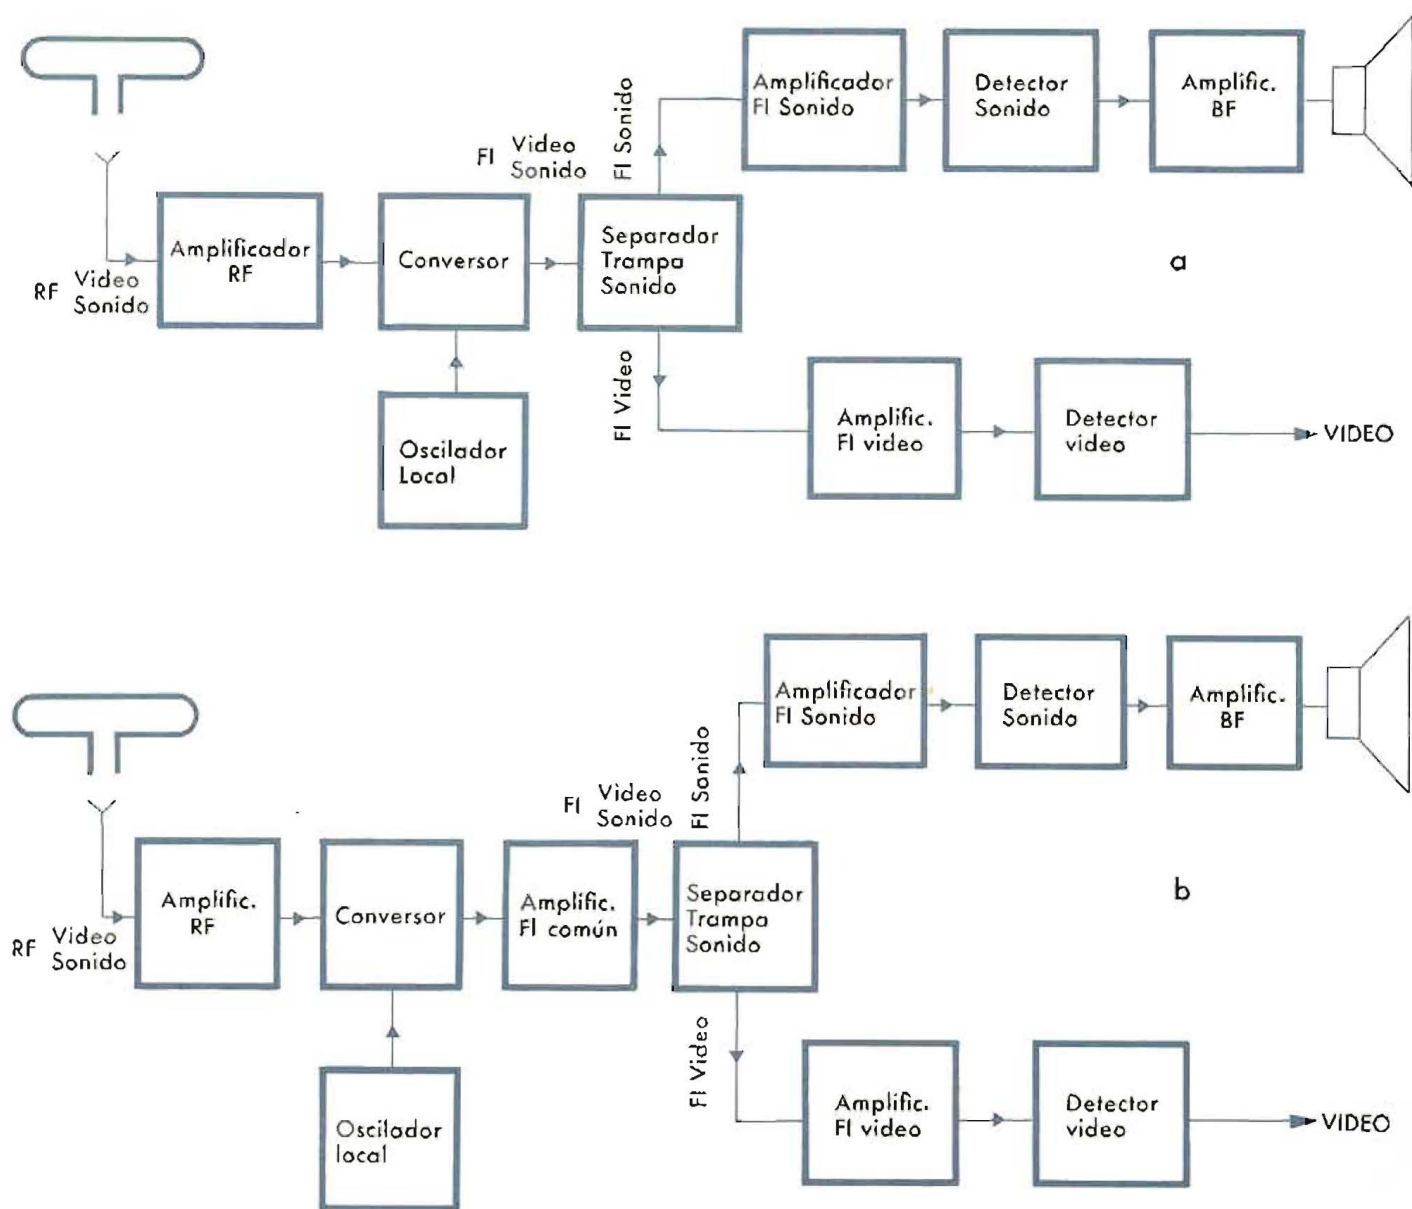 Amplificador
FI Sonido
Detector
Sonido
Amplific.
BF
FI Sonido
FI Video
Sonido
RF Video
Sonido
Amplificador
RF
Conversor
Separador
Trampa
Sonido
a
FI Video
Oscilador
Local
Amplific.
FI video
Detector
video
VIDEO
Amplificador
FI Sonido
Detector
Sonido
Amplific.
BF
FI Sonido
FI Video
Sonido
RF Video
Sonido
Amplific.
RF
Conversor
Amplific.
FI común
Separador
Trampa
Sonido
b
FI Video
Oscilador
local
Amplific.
FI video
Detector
video
VIDEO